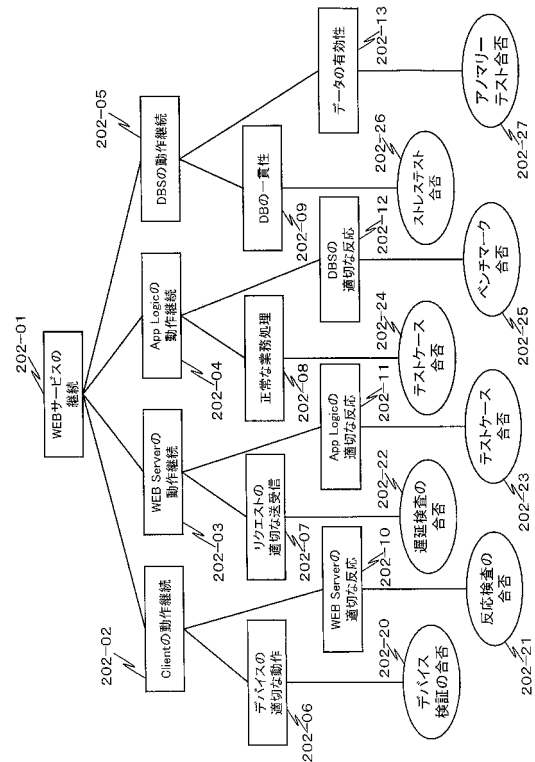 202-01
WEBサービスの
継続
202-02
Clientの動作継続
202-03
WEB Serverの
動作継続
202-04
App Logicの
動作継続
202-05
DBSの動作継続
デバイスの
適切な動作
202-06
リクエストの
適切な送受信
202-07
正常な業務処理
202-08
DBの一貫性
202-09
WEB Serverの
適切な反応
202-10
App Logicの
適切な反応
202-11
DBSの
適切な反応
202-12
データの有効性
202-13
デバイス
検証の合否
202-20
反応検査の
合否
202-21
遅延検査の
合否
202-22
テストケース
合否
202-23
テストケース
合否
202-24
ベンチマーク
合否
202-25
ストレステスト
合否
202-26
アノマリー
テスト合否
202-27